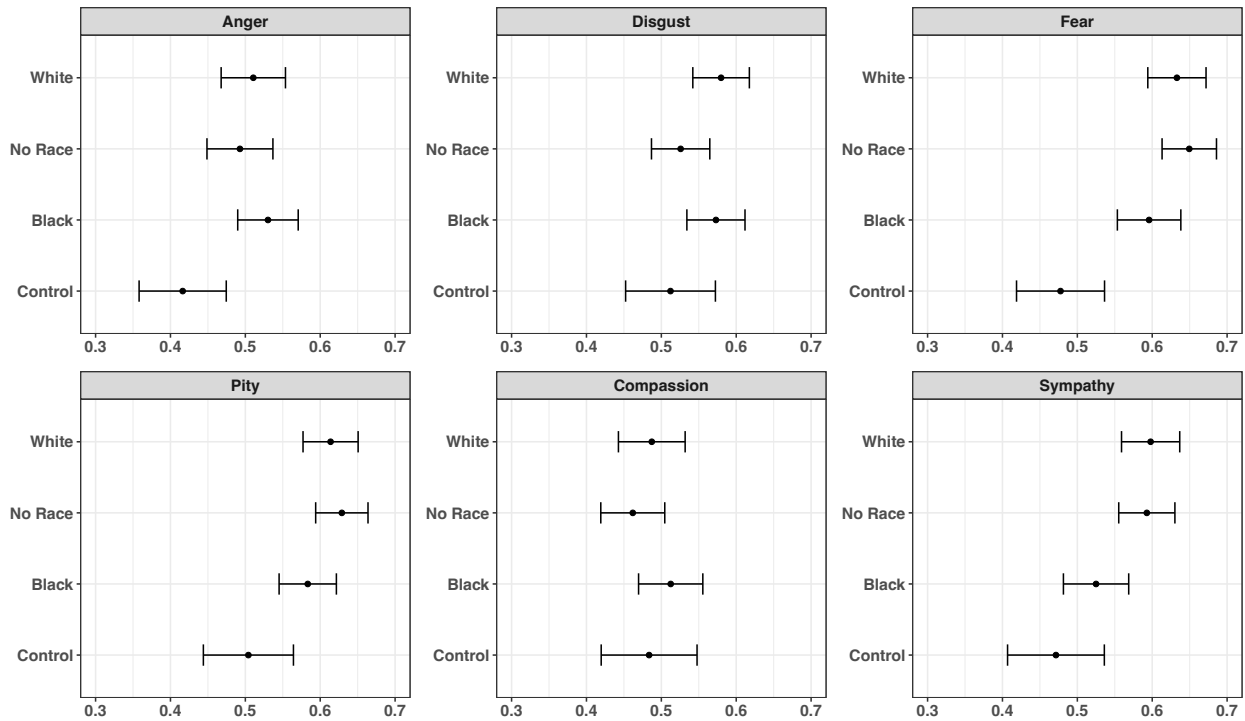 Anger Disgust Fear
White White White
No Race No Race No Race
Black Black Black
Control Control Control
0.3 0.4 0.5 0.6 0.7 0.3 0.4 0.5 0.6 0.7 0.3 0.4 0.5 0.6 0.7
Pity Compassion Sympathy
White White White
No Race No Race No Race
Black Black Black
Control Control Control
0.3 0.4 0.5 0.6 0.7 0.3 0.4 0.5 0.6 0.7 0.3 0.4 0.5 0.6 0.7